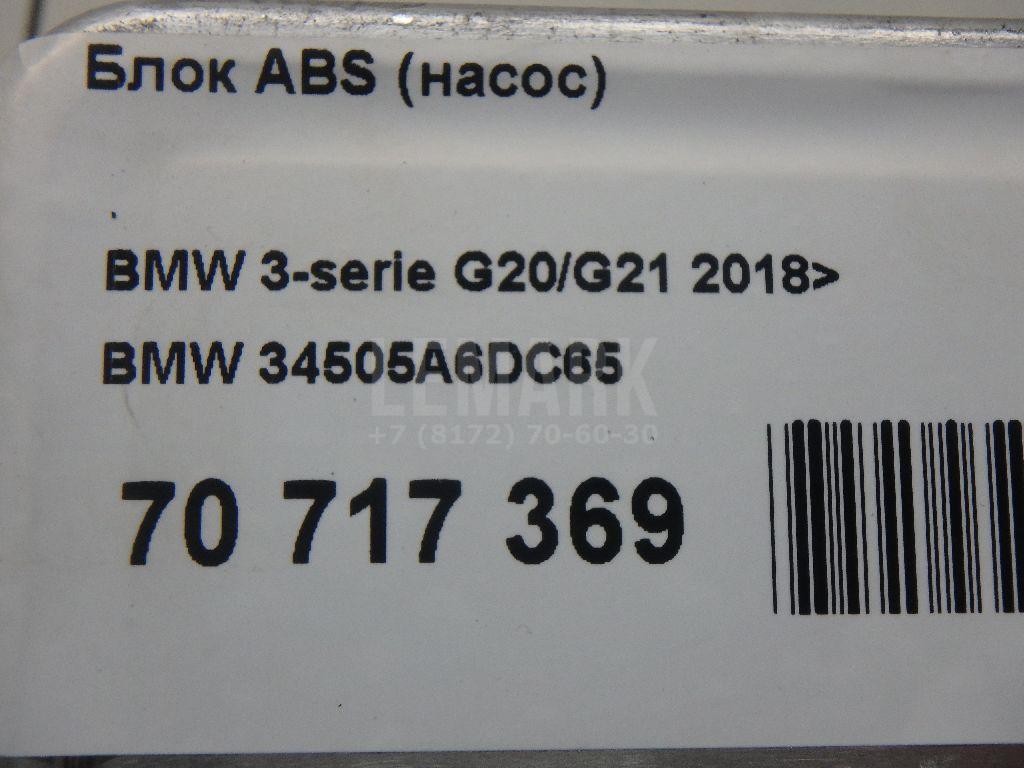 Блок ABS (насос)
BMW 3-serie G20/G21 2018>
BMW 34505A6DC65
LEMARK
+7 (8172) 70-60-30
70 717 369